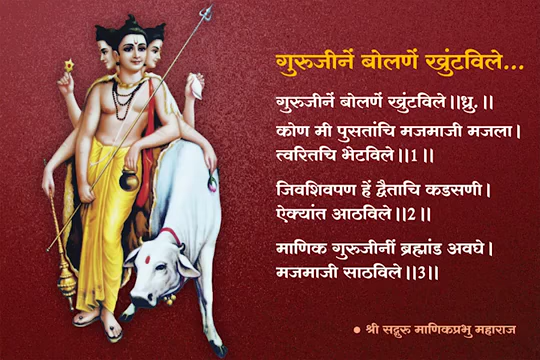 गुरुजीनें बोलणें खुंटविले...
गुरुजीनें बोलणें खुंटविले॥ध्रु.॥
कोण मी पुसतांचि मजमाजी मजला।
त्वरितचि भेटविले॥1॥
जिवशिवपण हें द्वैताचि कडसणी।
ऐक्यांत आठविले॥2॥
माणिक गुरुजीनीं ब्रह्मांड अवघे।
मजमाजी साठविले॥3॥
• श्री सद्गुरु माणिकप्रभु महाराज